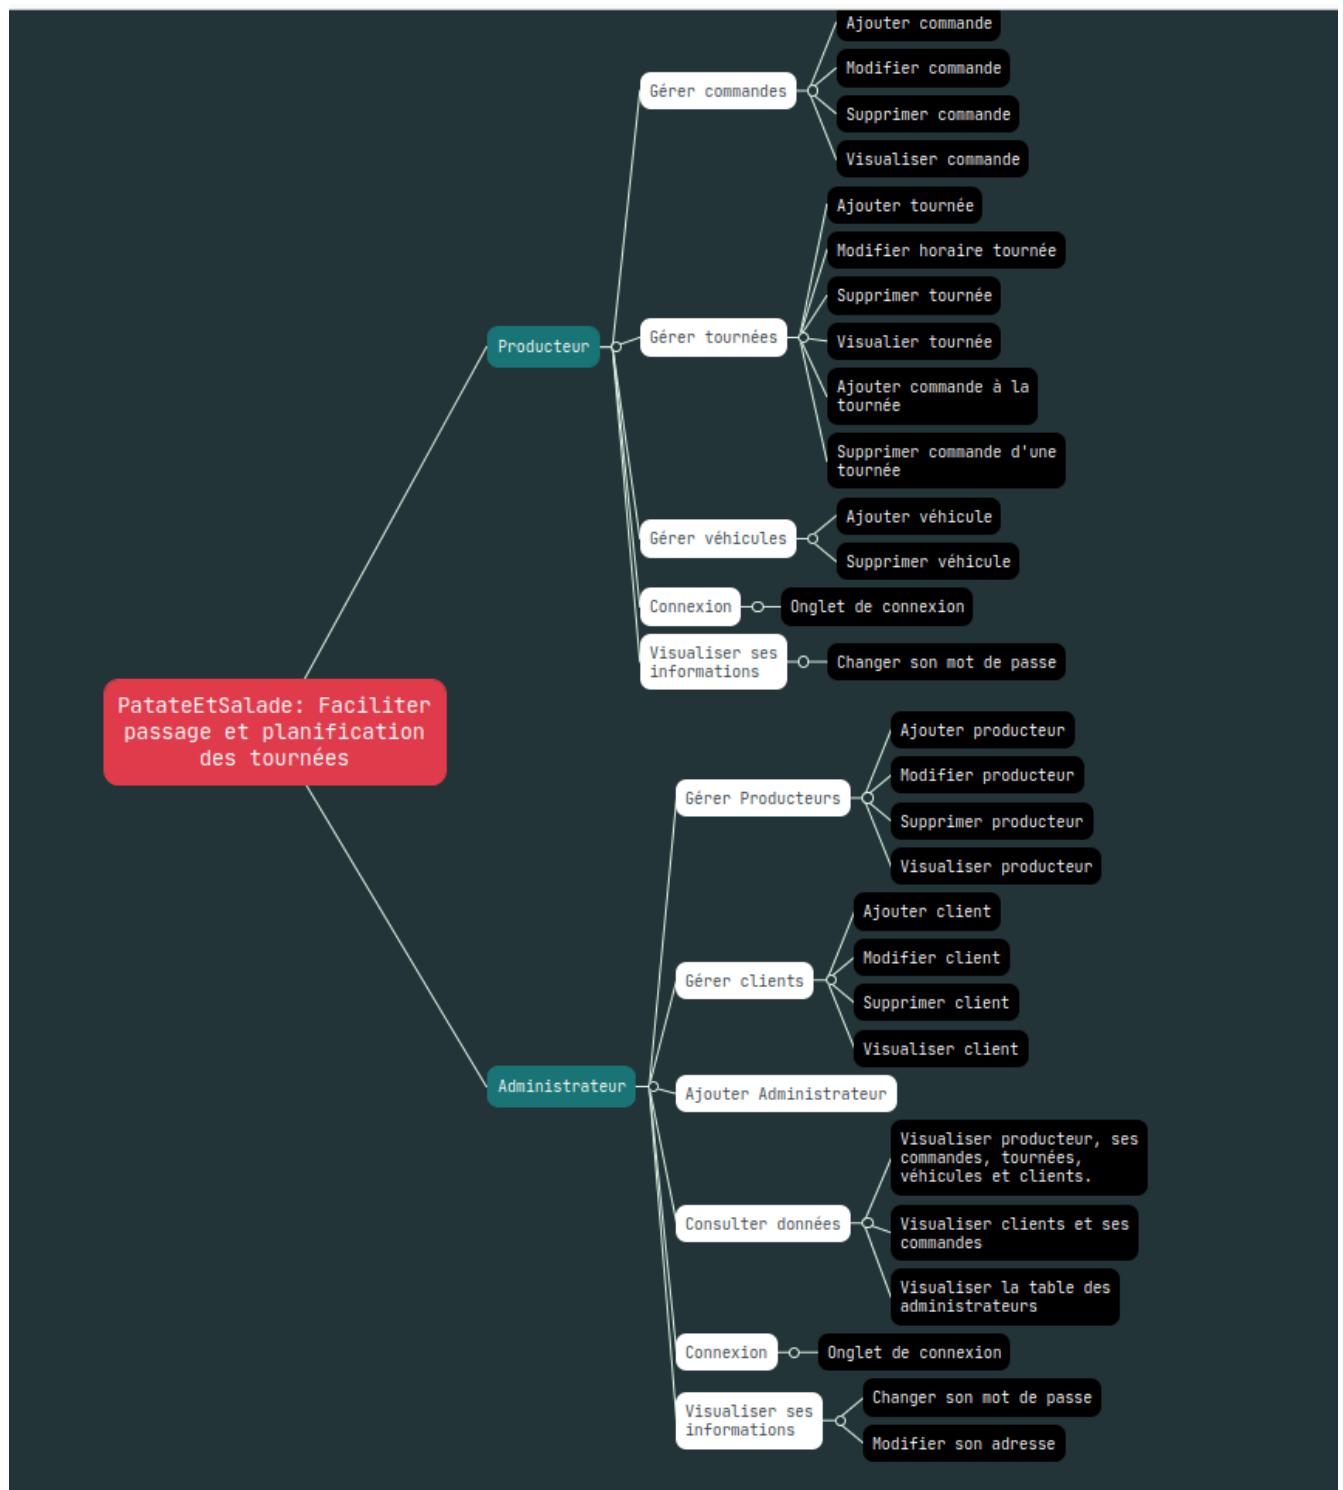 Ajouter commande
Modifier commande
Gérer commandes
Supprimer commande
Visualiser commande
Ajouter tournée
Modifier horaire tournée
Supprimer tournée
Producteur
Gérer tournées
Visualier tournée
Ajouter commande à la
tournée
Supprimer commande d'une
tournée
Ajouter véhicule
Gérer véhicules
Supprimer véhicule
Connexion
Onglet de connexion
Visualiser ses
informations
Changer son mot de passe
PatateEtSalade: Faciliter
passage et planification
des tournées
Ajouter producteur
Modifier producteur
Gérer Producteurs
Supprimer producteur
Visualiser producteur
Ajouter client
Modifier client
Gérer clients
Supprimer client
Visualiser client
Administrateur
Ajouter Administrateur
Visualiser producteur, ses
commandes, tournées,
véhicules et clients.
Consulter données
Visualiser clients et ses
commandes
Visualiser la table des
administrateurs
Connexion
Onglet de connexion
Visualiser ses
informations
Changer son mot de passe
Modifier son adresse